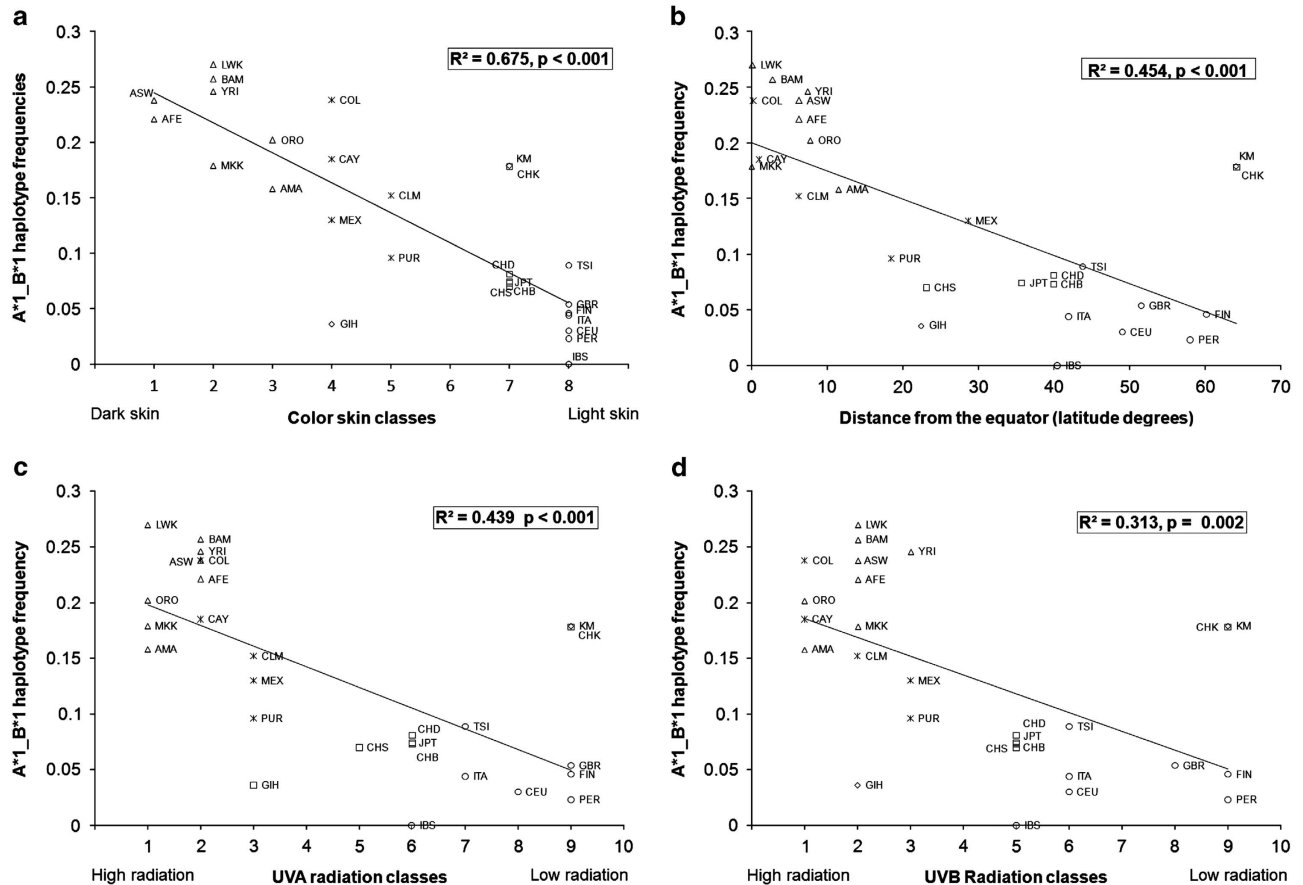 a
A*1_B*1 haplotype frequencies
0.3
0.25
0.2
0.15
0.1
0.05
0
R² = 0.675, p < 0.001
LWK
BAM
ASW
YRI
COL
AFE
ORO
CAY
KM
MKK
CHK
AMA
CLM
MEX
PUR
CHD
TSI
JPT
CHS CHB
GBR
FIN
ITA
GIH
CEU
PER
IBS
1 2 3 4 5 6 7 8 9
Dark skin Color skin classes Light skin
b
A*1_B*1 haplotype frequency
0.3
0.25
0.2
0.15
0.1
0.05
0
R² = 0.454, p < 0.001
LWK
BAM
YRI
COL ASW
AFE
ORO
CAY
KM
MKK
CHK
AMA
CLM
MEX
PUR
TSI
CHD
CHS
JPT CHB
GBR
ITA
FIN
GIH
CEU
PER
IBS
0 10 20 30 40 50 60 70
Distance from the equator (latitude degrees)
c
A*1_B*1 haplotype frequency
0.3
0.25
0.2
0.15
0.1
0.05
0
R² = 0.439 p < 0.001
LWK
BAM
YRI
ASW COL
AFE
ORO
CAY
MKK
KM
CHK
AMA
CLM
MEX
PUR
TSI
CHD
CHS
JPT
CHB
GBR
ITA
FIN
GIH
CEU
PER
IBS
1 2 3 4 5 6 7 8 9 10
High radiation UVA radiation classes Low radiation
d
A*1_B*1 haplotype frequency
0.3
0.25
0.2
0.15
0.1
0.05
0
R² = 0.313, p = 0.002
LWK
BAM
YRI
COL ASW
AFE
ORO
CAY
MKK
CHK KM
AMA
CLM
MEX
PUR
CHD
TSI
JPT
CHS CHB
GBR
ITA
FIN
GIH
CEU
PER
IBS
0 1 2 3 4 5 6 7 8 9 10
High radiation UVB Radiation classes Low radiation